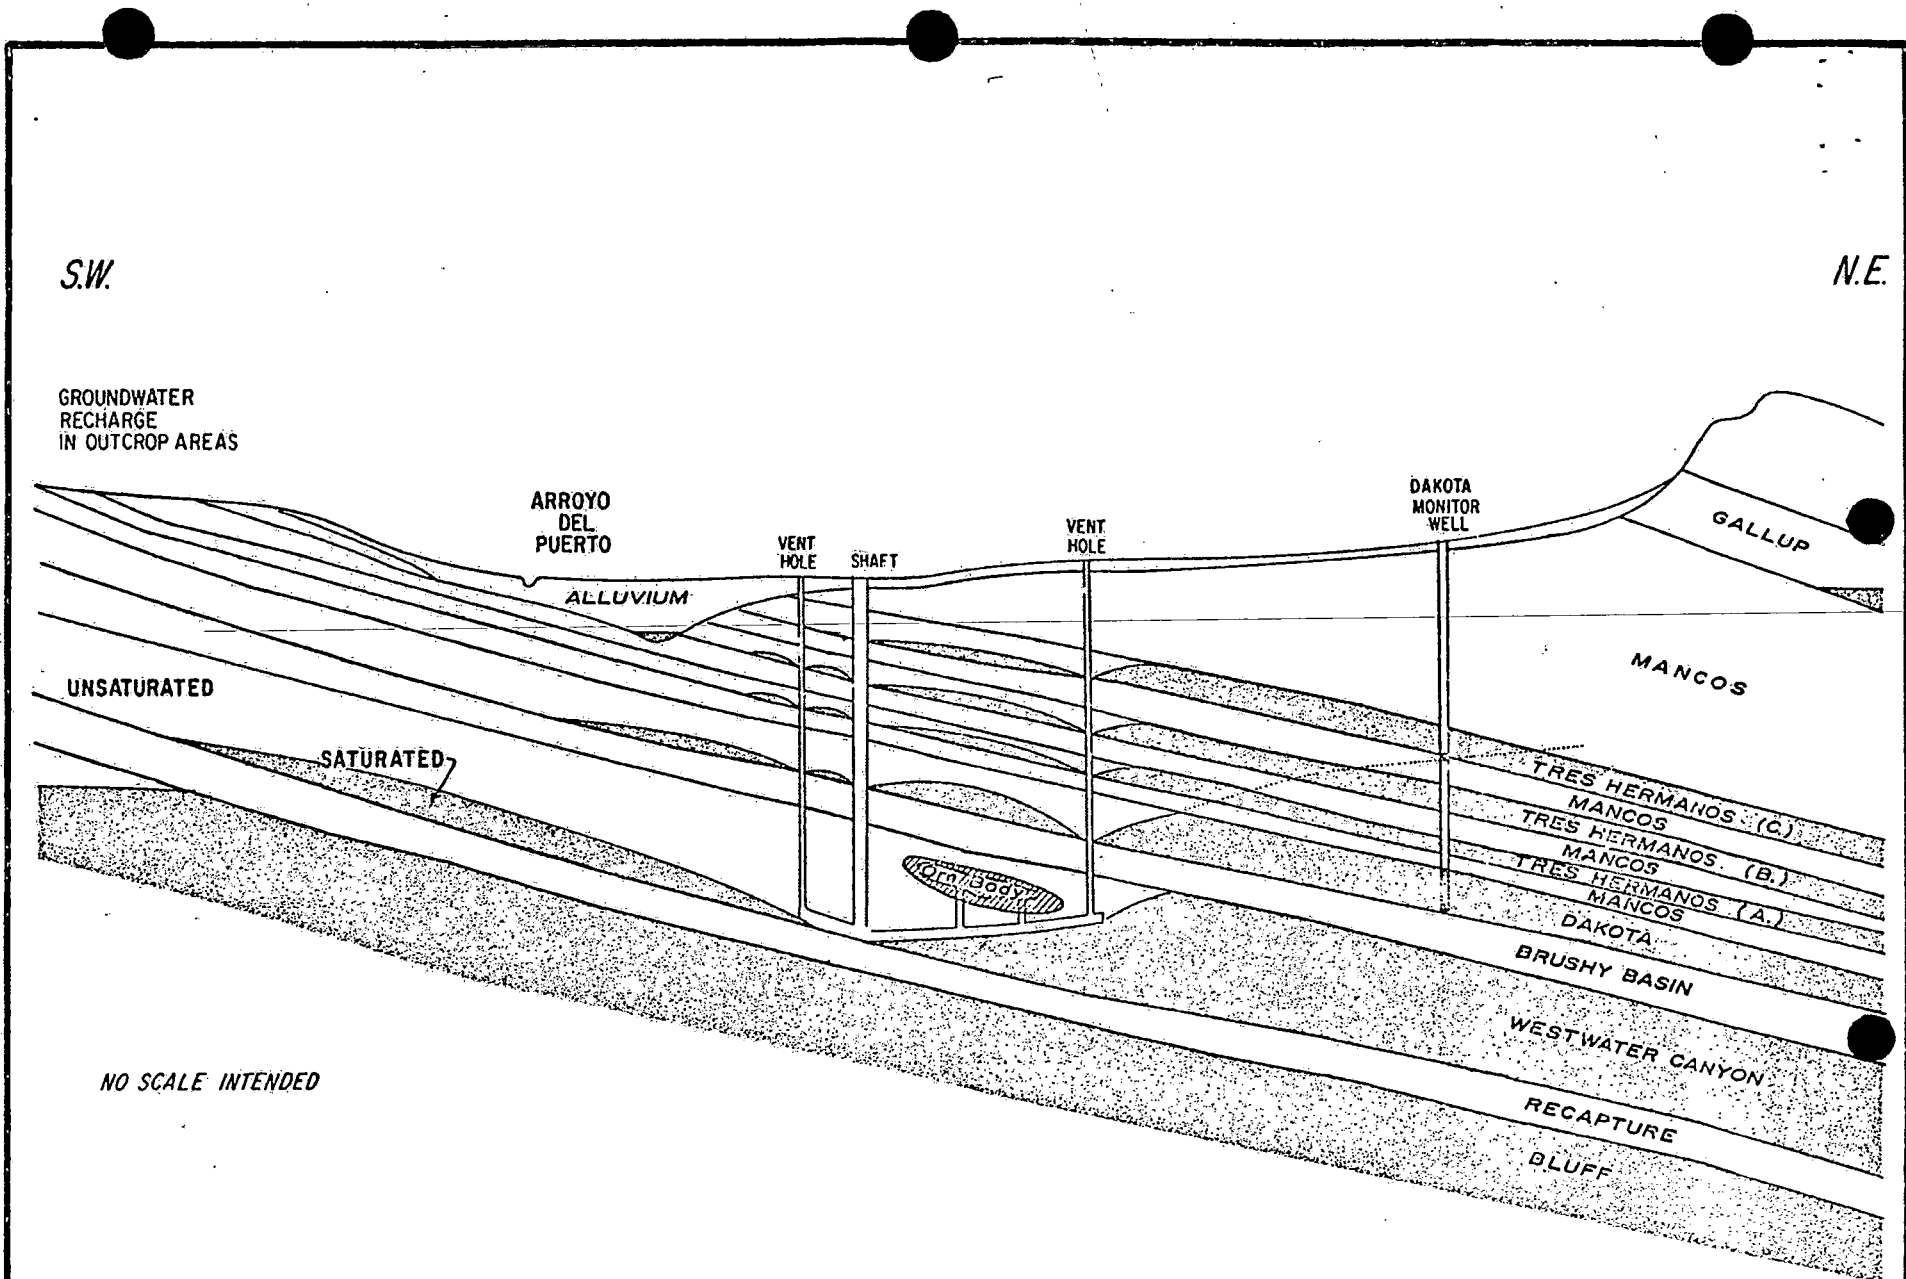 S.W.
N.E.
GROUNDWATER
RECHARGE
IN OUTCROP AREAS
ARROYO
DEL
PUERTO
VENT
HOLE
SHAFT
VENT
HOLE
DAKOTA
MONITOR
WELL
GALLUP
ALLUVIUM
MANCOS
UNSATURATED
SATURATED
TRES HERMANOS (C.)
MANCOS
TRES HERMANOS (B.)
MANCOS
TRES HERMANOS (A.)
MANCOS
DAKOTA
Ore Body
BRUSHY BASIN
WESTWATER CANYON
RECAPTURE
BLUFF
NO SCALE INTENDED